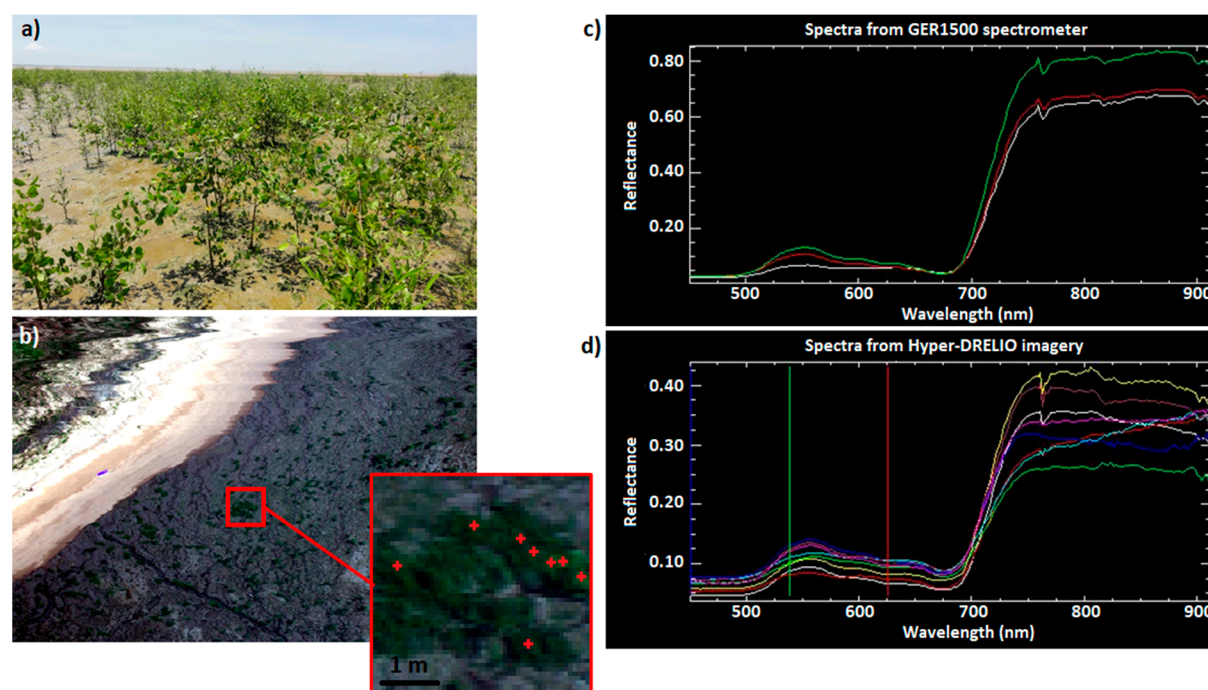 a)
b)
1 m
c)
Spectra from GER1500 spectrometer
Reflectance
0.80
0.60
0.40
0.20
500
600
700
800
900
Wavelength (nm)
d)
Spectra from Hyper-DRELIO imagery
Reflectance
0.40
0.30
0.20
0.10
500
600
700
800
900
Wavelength (nm)